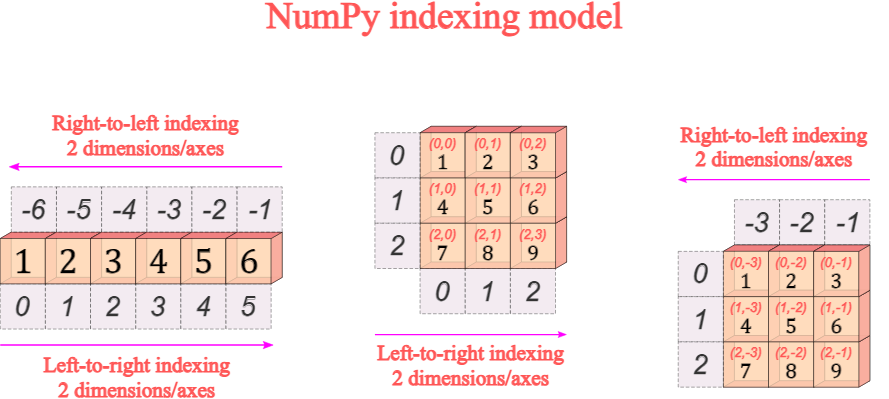 NumPy indexing model
Right-to-left indexing
2 dimensions/axes
-6 -5 -4 -3 -2 -1
1 2 3 4 5 6
0 1 2 3 4 5
Left-to-right indexing
2 dimensions/axes
(0,0) (0,1) (0,2)
0 1 2 3
(1,0) (1,1) (1,2)
1 4 5 6
(2,0) (2,1) (2,3)
2 7 8 9
0 1 2
Left-to-right indexing
2 dimensions/axes
Right-to-left indexing
2 dimensions/axes
-3 -2 -1
(0,-3) (0,-2) (0,-1)
0 1 2 3
(1,-3) (1,-2) (1,-1)
1 4 5 6
(2,-3) (2,-2) (2,-1)
2 7 8 9